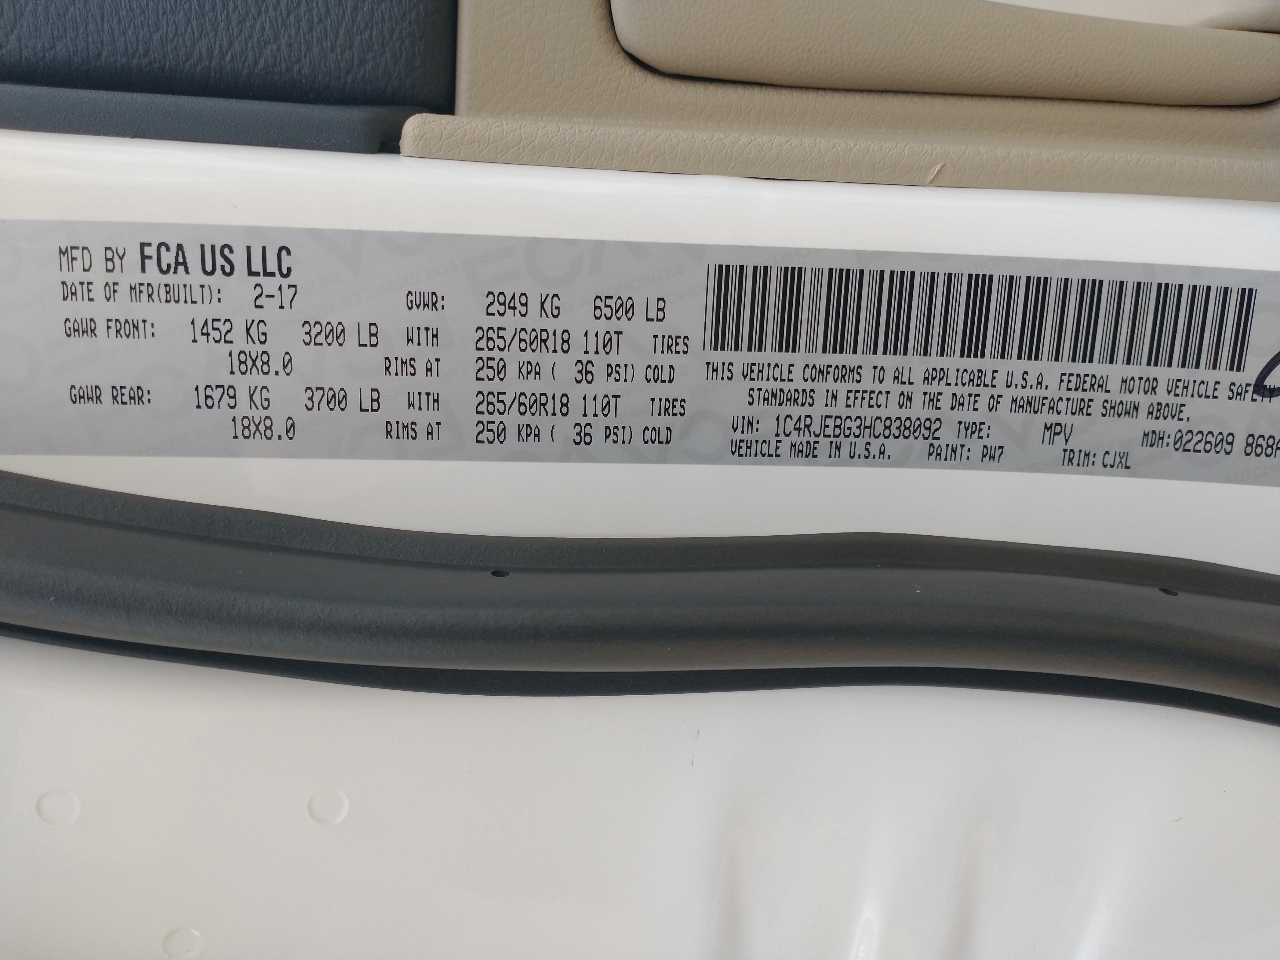 MFD BY FCA US LLC
DATE OF MFR(BUILT): 2-17 GVWR: 2949 KG 6500 LB
GAWR FRONT: 1452 KG 3200 LB WITH 265/60R18 110T TIRES
18X8.0 RIMS AT 250 KPA ( 36 PSI) COLD
GAWR REAR: 1679 KG 3700 LB WITH 265/60R18 110T TIRES
18X8.0 RIMS AT 250 KPA ( 36 PSI) COLD
THIS VEHICLE CONFORMS TO ALL APPLICABLE U.S.A. FEDERAL MOTOR VEHICLE SAFETY
STANDARDS IN EFFECT ON THE DATE OF MANUFACTURE SHOWN ABOVE.
VIN: 1C4RJEBG3HC838092 TYPE: MPV MDH: 022609 868
VEHICLE MADE IN U.S.A. PAINT: PW7 TRIM: CJXL